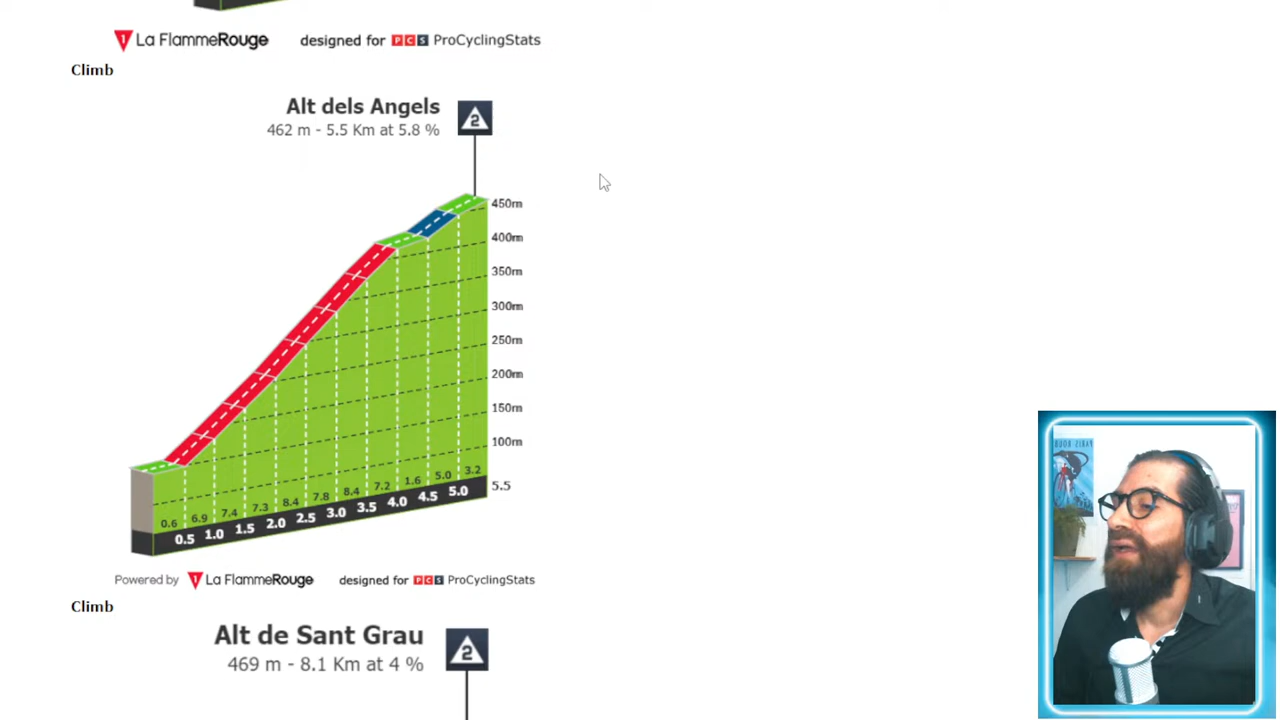 La FlammeRouge designed for PCS ProCyclingStats
Climb
Alt dels Angels
2
462 m - 5.5 Km at 5.8 %
450m
400m
350m
300m
250m
200m
150m
100m
0.6 6.9 7.4 7.3 8.4 7.8 8.4 7.2 1.6 5.0 3.2
0.5 1.0 1.5 2.0 2.5 3.0 3.5 4.0 4.5 5.0 5.5
Powered by La FlammeRouge designed for PCS ProCyclingStats
Climb
Alt de Sant Grau
2
469 m - 8.1 Km at 4 %